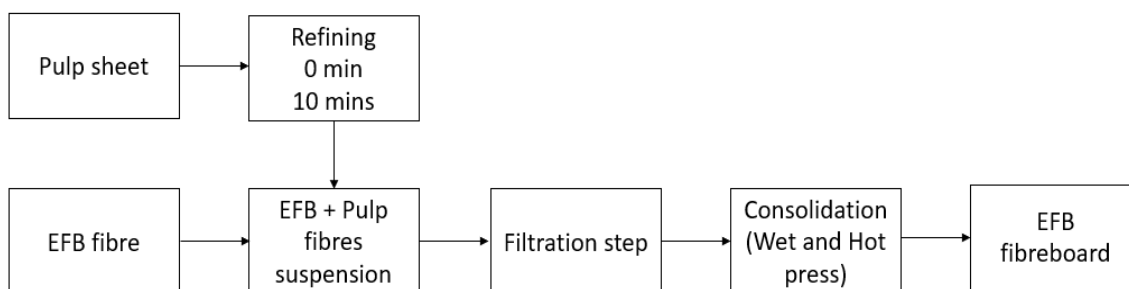 Pulp sheet
Refining
0 min
10 mins
EFB fibre
EFB + Pulp
fibres
suspension
Filtration step
Consolidation
(Wet and Hot
press)
EFB
fibreboard